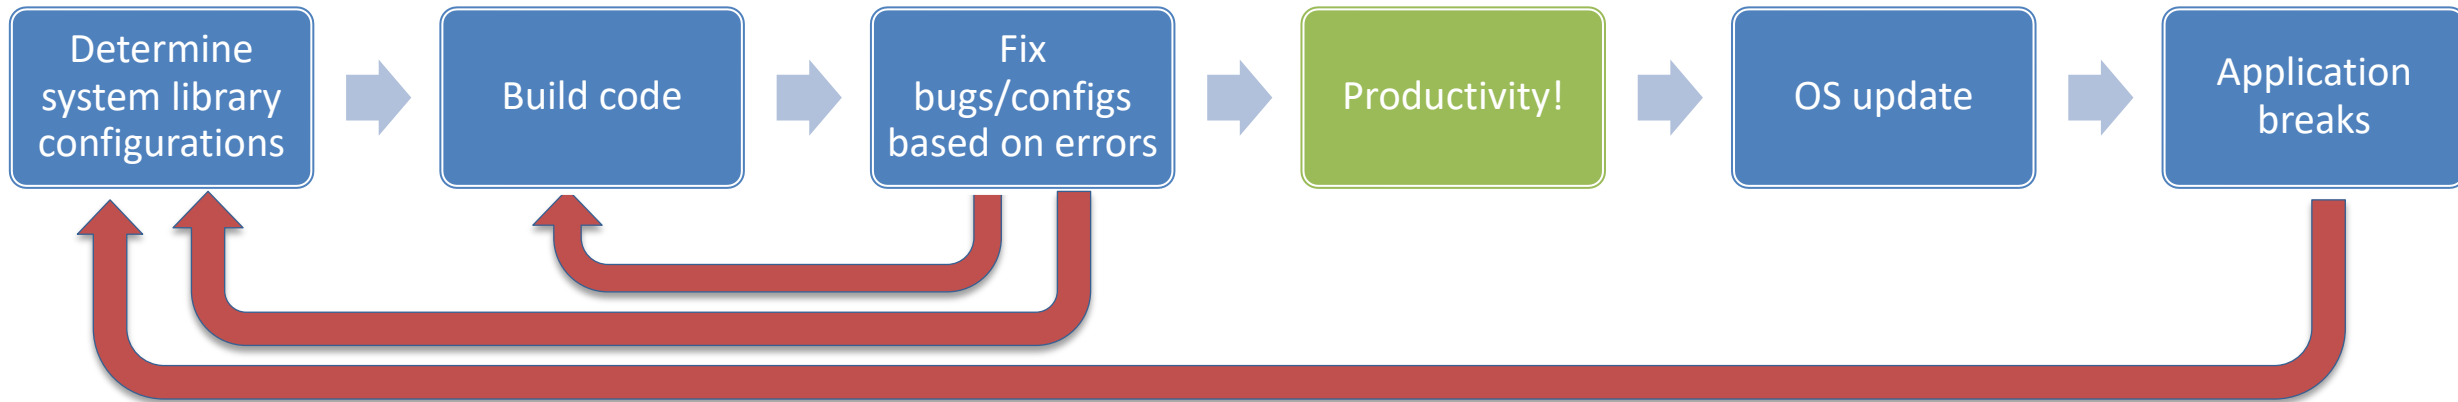 Determine
system library
configurations
Build code
Fix
bugs/configs
based on errors
Productivity!
OS update
Application
breaks